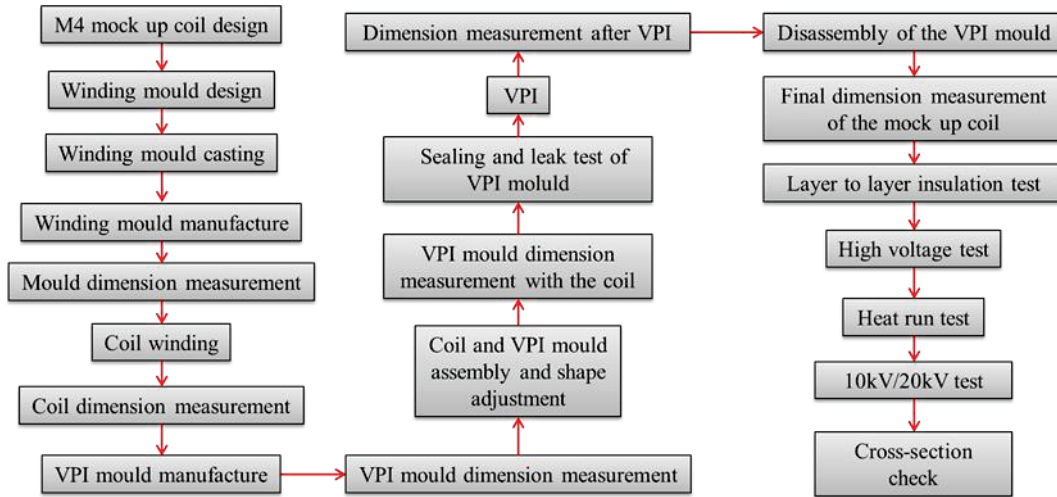 M4 mock up coil design
Winding mould design
Winding mould casting
Winding mould manufacture
Mould dimension measurement
Coil winding
Coil dimension measurement
VPI mould manufacture
VPI mould dimension measurement
Coil and VPI mould
assembly and shape
adjustment
VPI mould dimension
measurement with the coil
Sealing and leak test of
VPI moluld
VPI
Dimension measurement after VPI
Disassembly of the VPI mould
Final dimension measurement
of the mock up coil
Layer to layer insulation test
High voltage test
Heat run test
10kV/20kV test
Cross-section
check